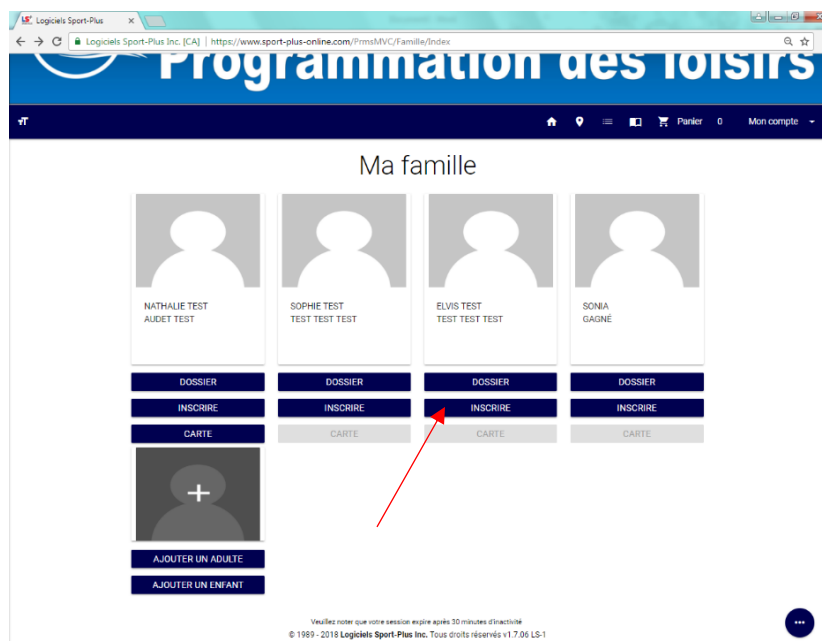 Logiciels Sport-Plus
Logiciels Sport-Plus Inc. [CA] | https://www.sport-plus-online.com/PrmsMVC/Famille/Index
Programmation des loisirs
Panier 0 Mon compte
Ma famille
NATHALIE TEST
AUDET TEST
SOPHIE TEST
TEST TEST TEST
ELVIS TEST
TEST TEST TEST
SONIA
GAGNÉ
DOSSIER DOSSIER DOSSIER DOSSIER
INSCRIRE INSCRIRE INSCRIRE INSCRIRE
CARTE CARTE CARTE CARTE
AJOUTER UN ADULTE
AJOUTER UN ENFANT
Veuillez noter que votre session expire après 30 minutes d'inactivité
© 1989 - 2018 Logiciels Sport-Plus Inc. Tous droits réservés v1.7.06 LS-1